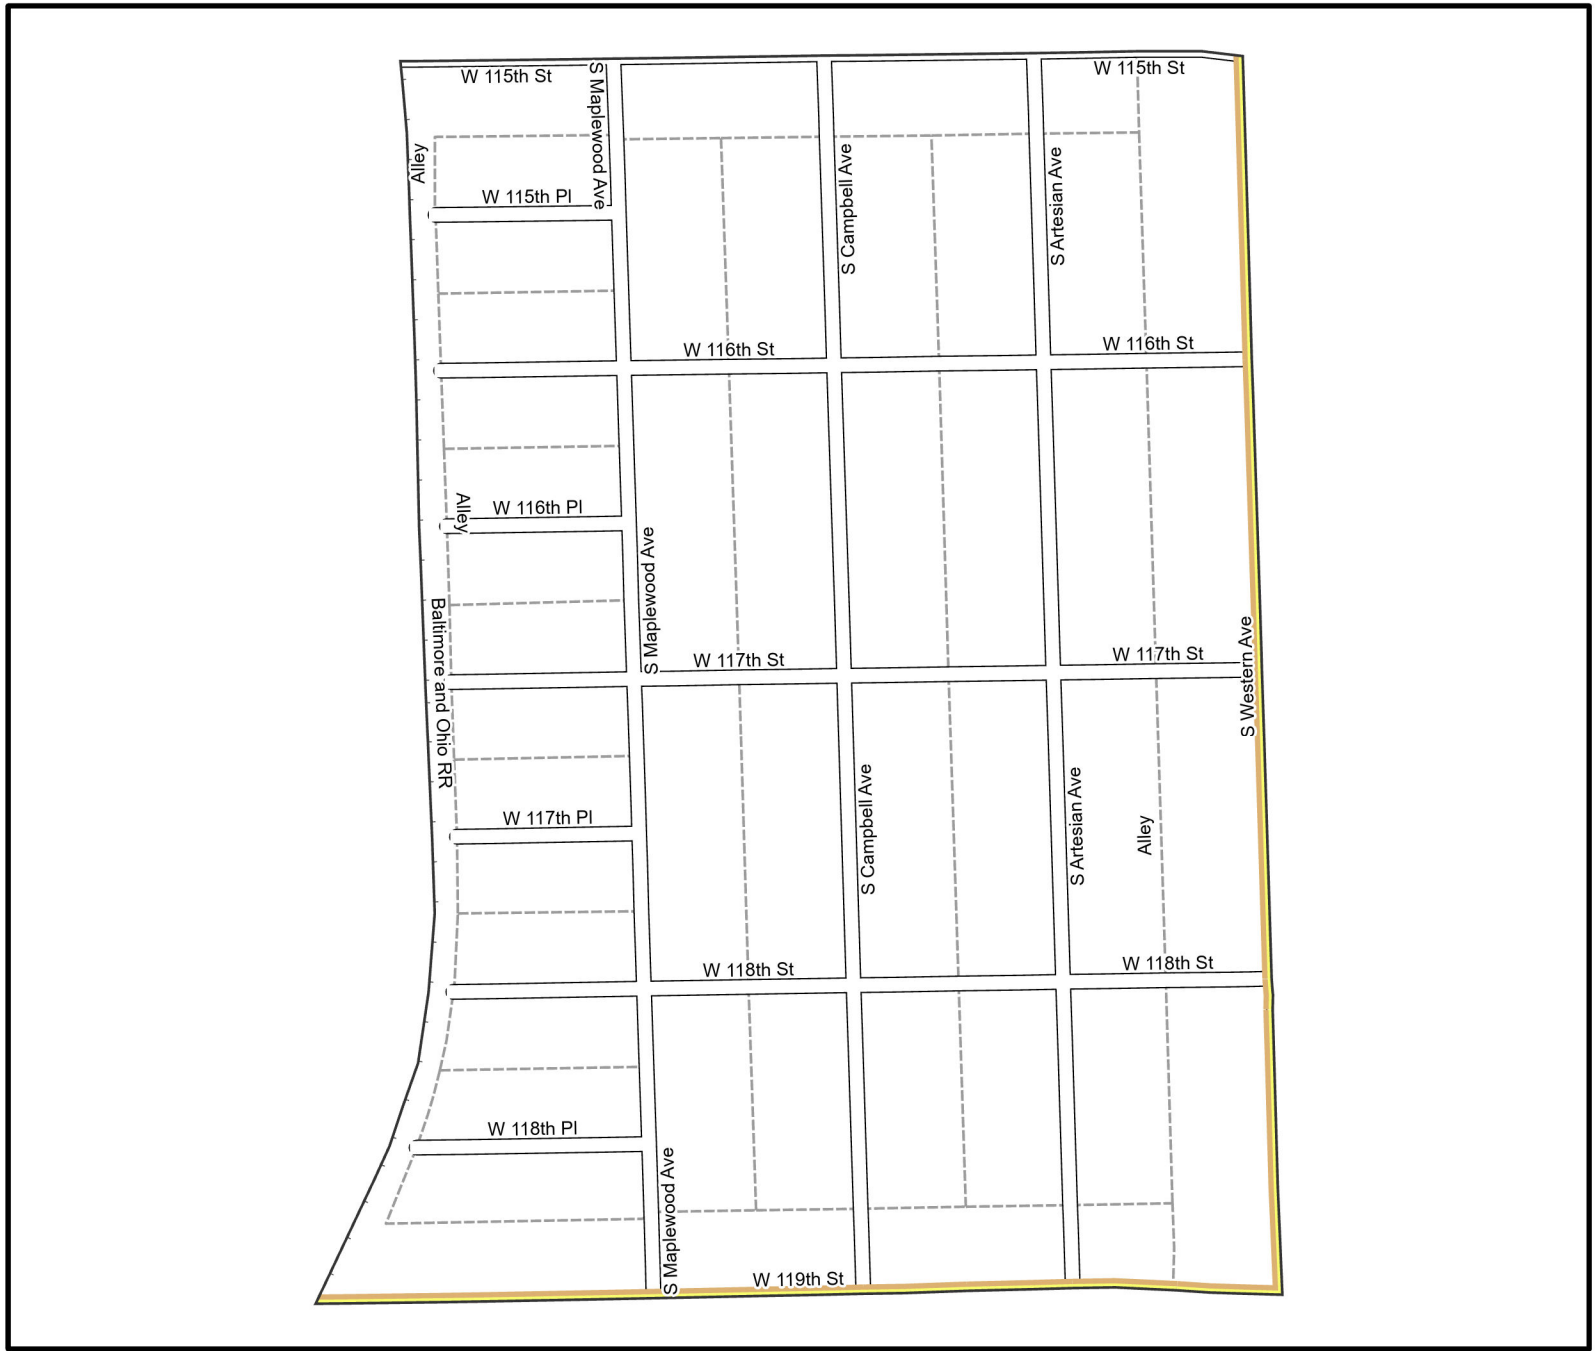 W 115th St
W 115th St
S Maplewood Ave
Alley
S Campbell Ave
S Artesian Ave
W 115th Pl
W 116th St
W 116th St
Alley
W 116th Pl
S Maplewood Ave
Baltimore and Ohio RR
W 117th St
W 117th St
S Western Ave
W 117th Pl
S Campbell Ave
S Artesian Ave
Alley
W 118th St
W 118th St
W 118th Pl
S Maplewood Ave
W 119th St